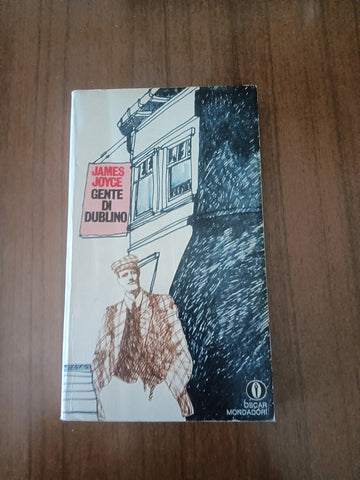 JAMES
JOYCE
GENTE
DI
DUBLINO
OSCAR
MONDADORI